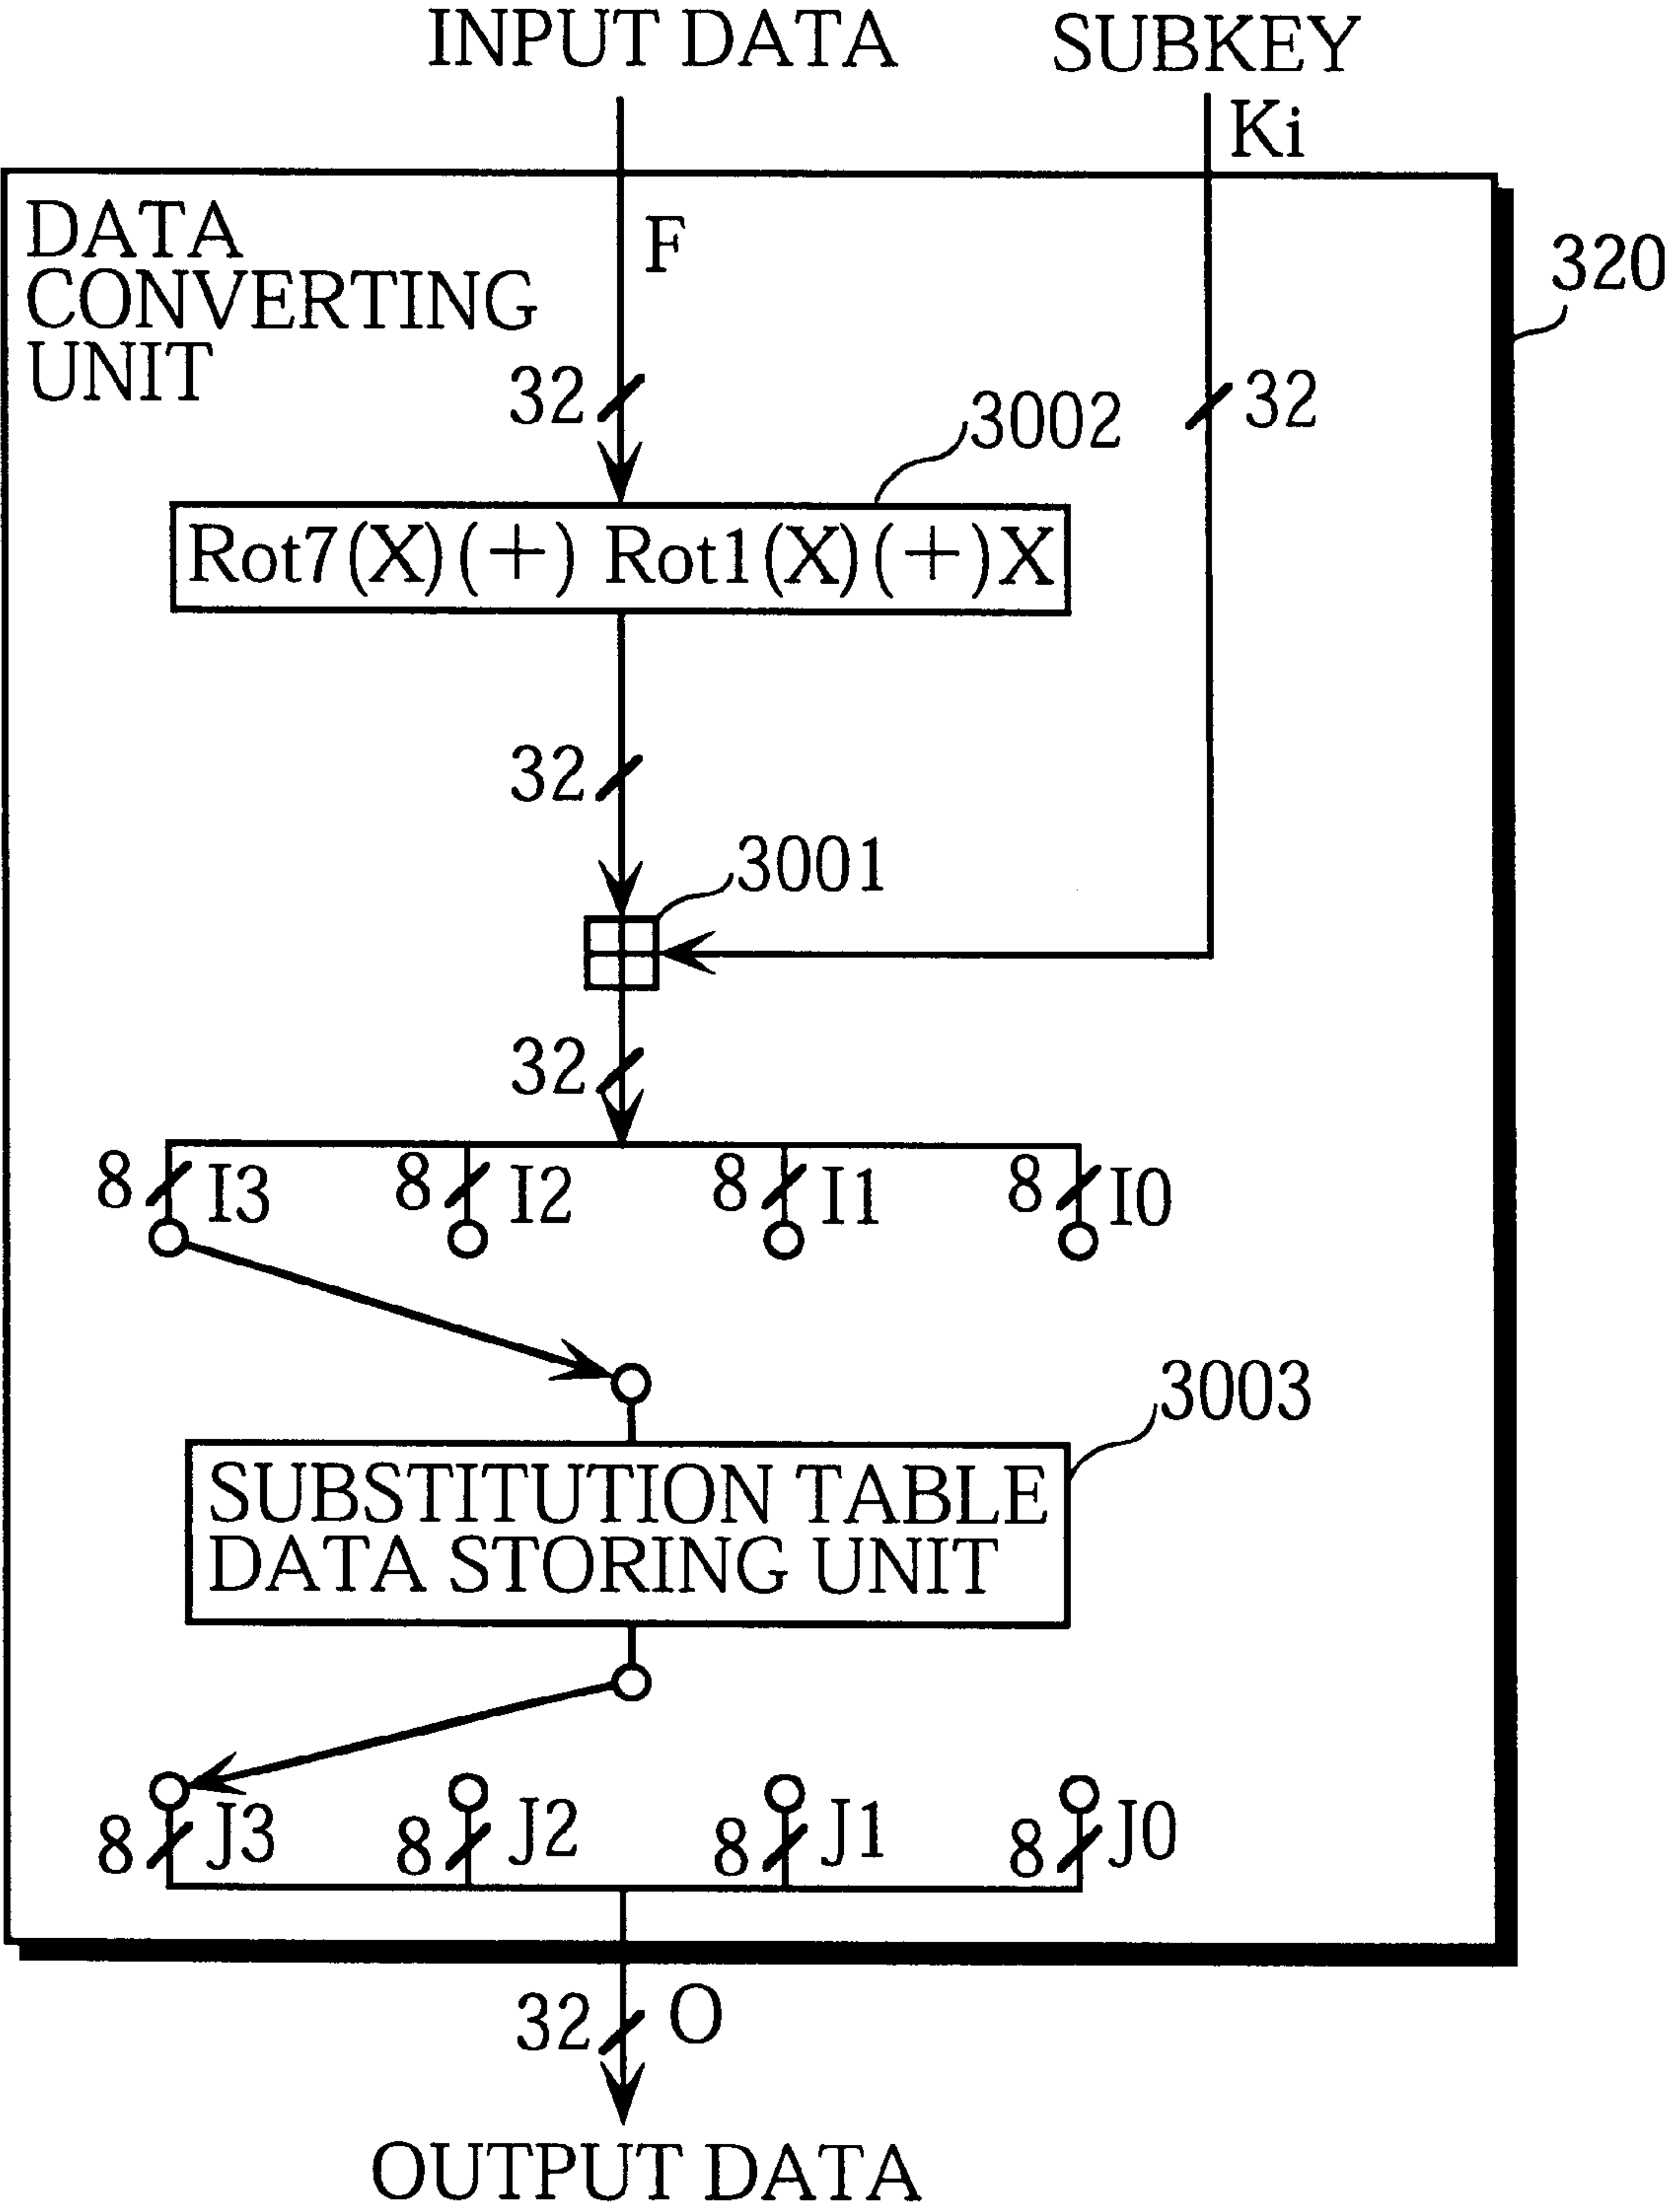 INPUT DATA
SUBKEY
Ki
DATA
CONVERTING
UNIT
F
320
32
32
3002
Rot7(X)(+) Rot1(X)(+)X
32
3001
32
8 I3
8 I2
8 I1
8 I0
3003
SUBSTITUTION TABLE
DATA STORING UNIT
8 J3
8 J2
8 J1
8 J0
32 O
OUTPUT DATA